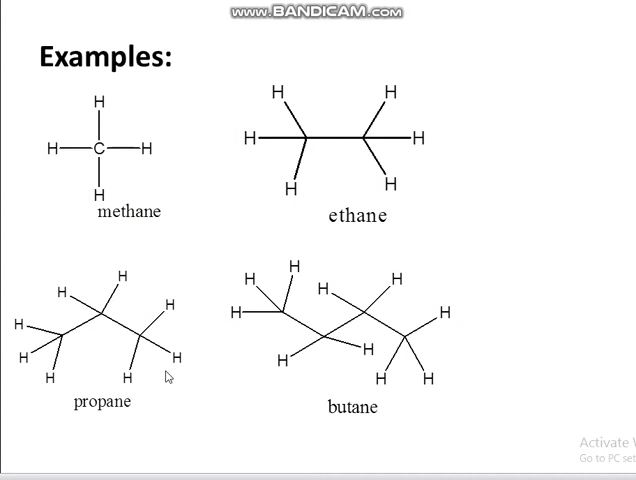 www.BANDICAM.com
Examples:
H
H C H
H
methane
H H
H H
H H
ethane
H H
H H
H H
H H
propane
H H
H H
H H
H H
H H
butane
Activate
Go to PC set